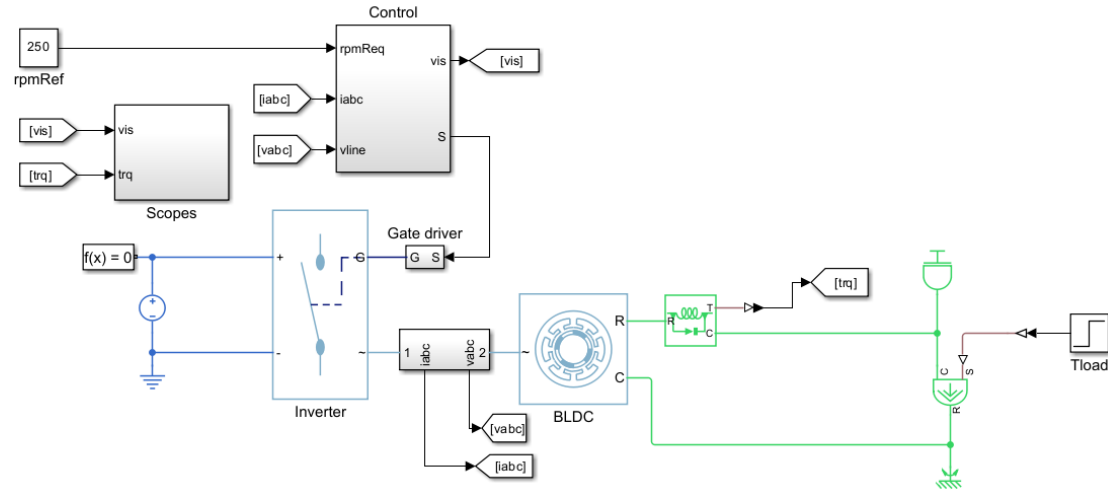 Control
250
rpmRef
rpmReq
vis
[vis]
[iabc]
iabc
S
[vabc]
vline
[vis]
vis
[trq]
trq
Scopes
f(x) = 0
+
-
G
~
Inverter
Gate driver
G
S
1
iabc
vabc
2
[vabc]
[iabc]
~
R
C
BLDC
R
T
C
[trq]
C
S
R
Tload